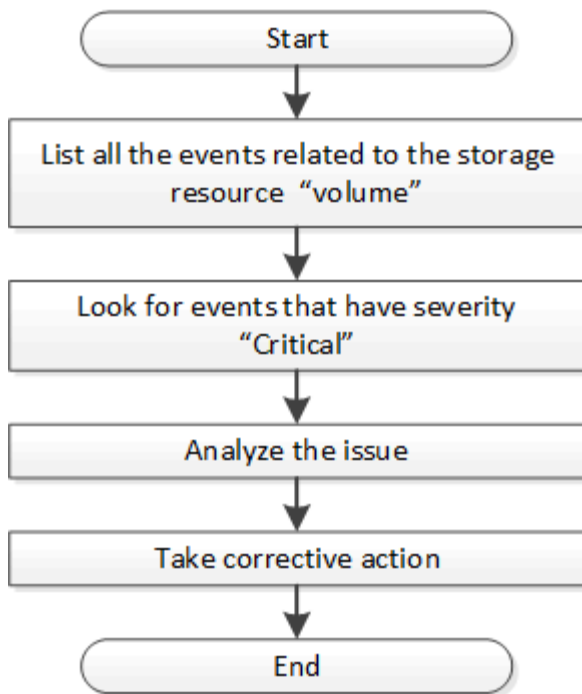 Start
List all the events related to the storage
resource “volume”
Look for events that have severity
“Critical”
Analyze the issue
Take corrective action
End